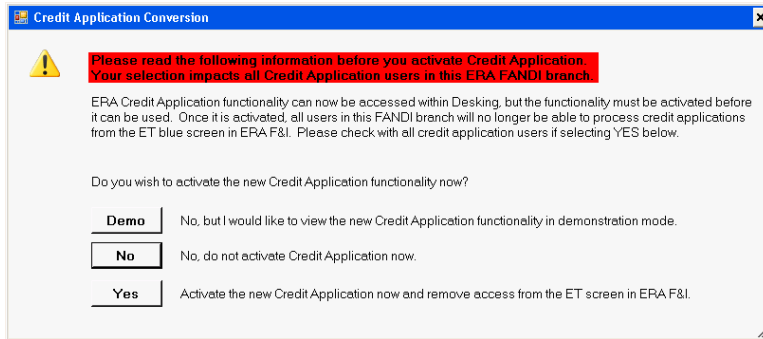 Credit Application Conversion
Please read the following information before you activate Credit Application.
Your selection impacts all Credit Application users in this ERA FANDI branch.
ERA Credit Application functionality can now be accessed within Desking, but the functionality must be activated before
it can be used. Once it is activated, all users in this FANDI branch will no longer be able to process credit applications
from the ET blue screen in ERA F&I. Please check with all credit application users if selecting YES below.
Do you wish to activate the new Credit Application functionality now?
Demo No, but I would like to view the new Credit Application functionality in demonstration mode.
No No, do not activate Credit Application now.
Yes Activate the new Credit Application now and remove access from the ET screen in ERA F&I.